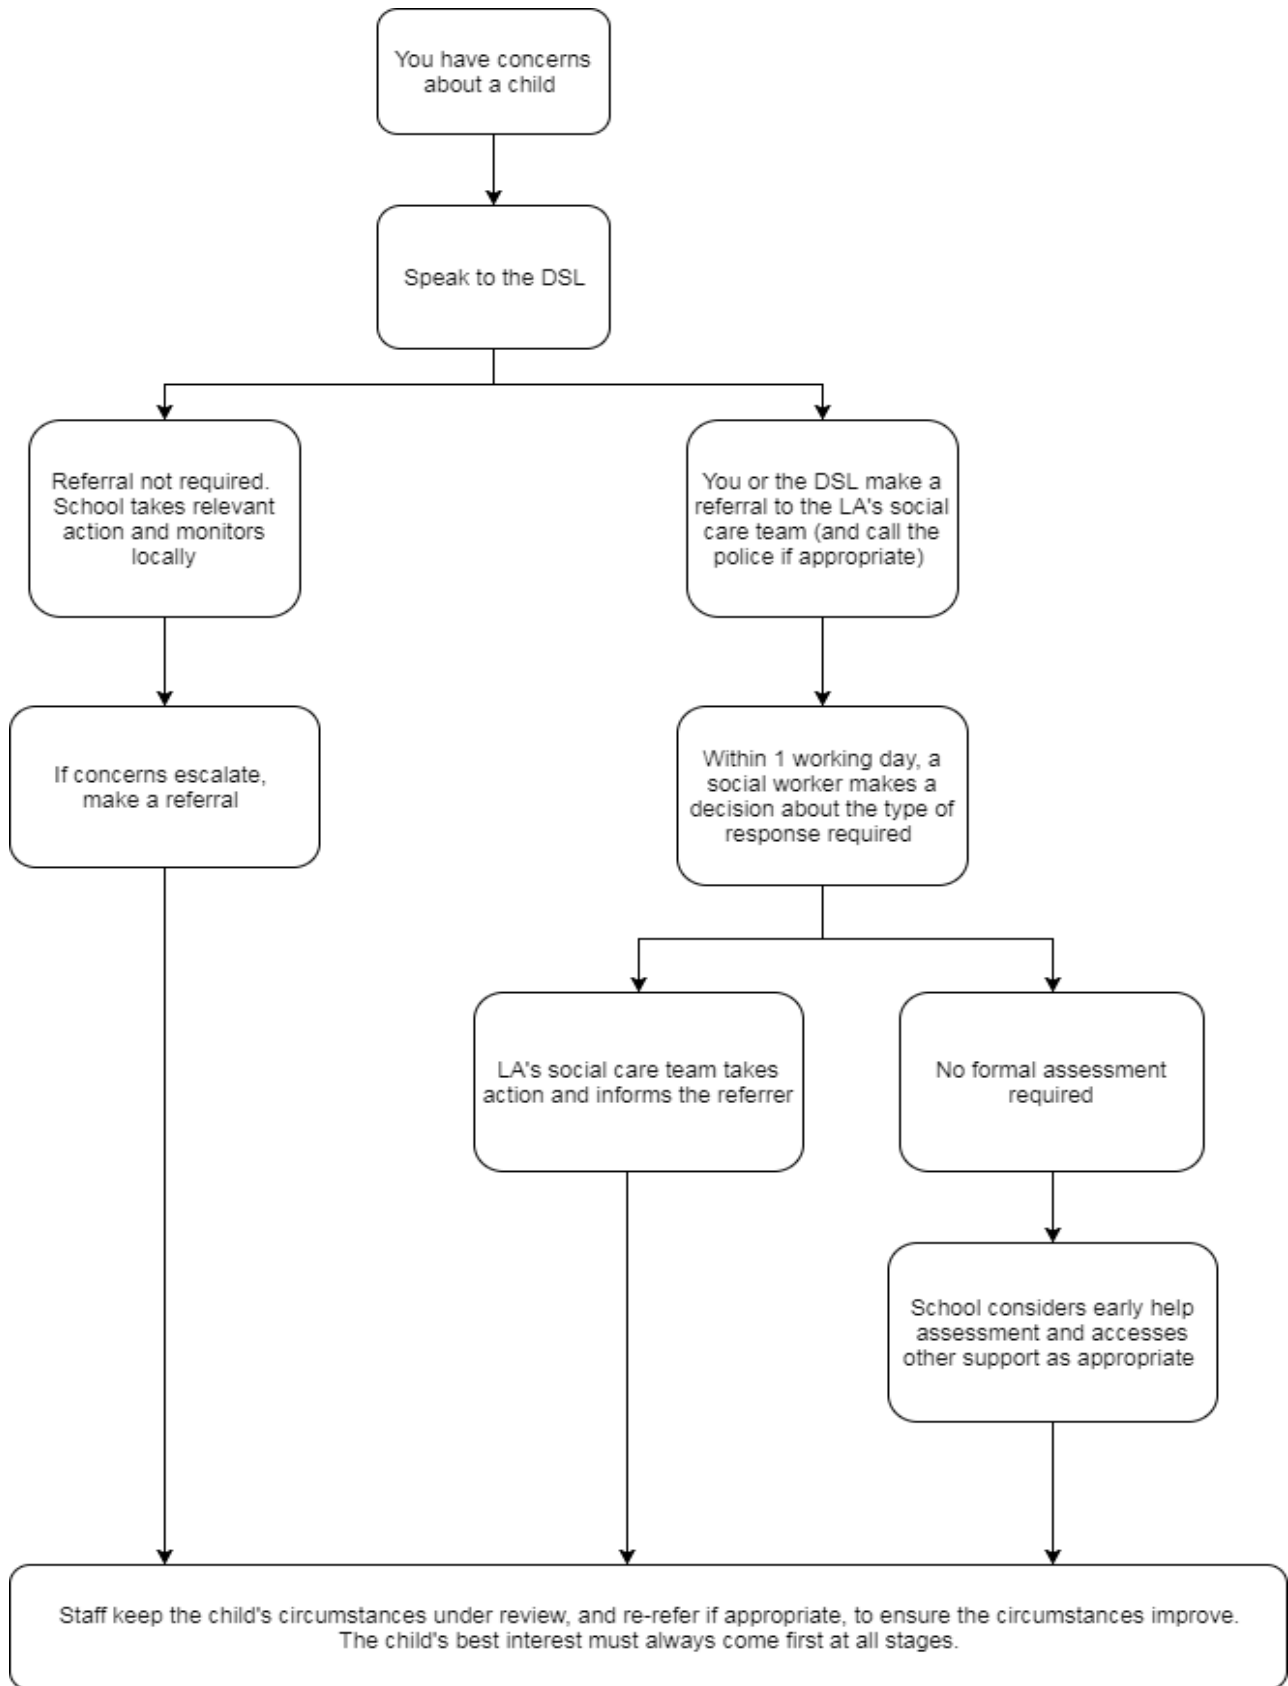 You have concerns
about a child
Speak to the DSL
Referral not required.
School takes relevant
action and monitors
locally
You or the DSL make a
referral to the LA's social
care team (and call the
police if appropriate)
If concerns escalate,
make a referral
Within 1 working day, a
social worker makes a
decision about the type of
response required
LA's social care team takes
action and informs the referrer
No formal assessment
required
School considers early help
assessment and accesses
other support as appropriate
Staff keep the child's circumstances under review, and re-refer if appropriate, to ensure the circumstances improve.
The child's best interest must always come first at all stages.